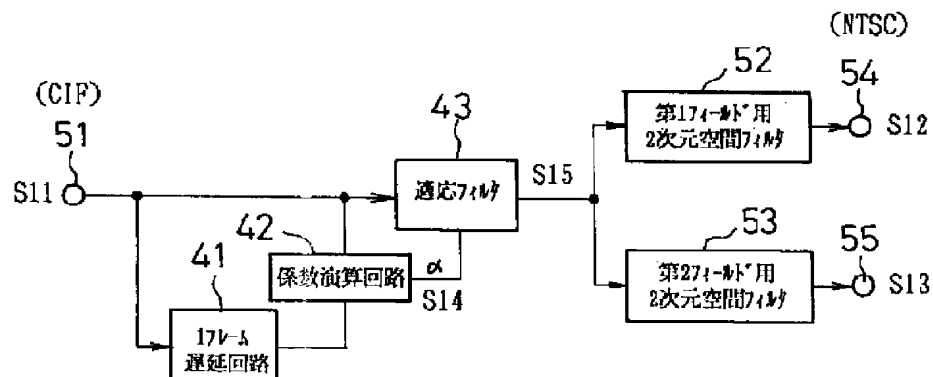 (NTSC)
(CIF)
51
S11
41
1フレーム
遅延回路
42
係数演算回路
α
S14
43
適応フィルタ
S15
52
第1フィールド用
2次元空間フィルタ
54
S12
53
第2フィールド用
2次元空間フィルタ
55
S13